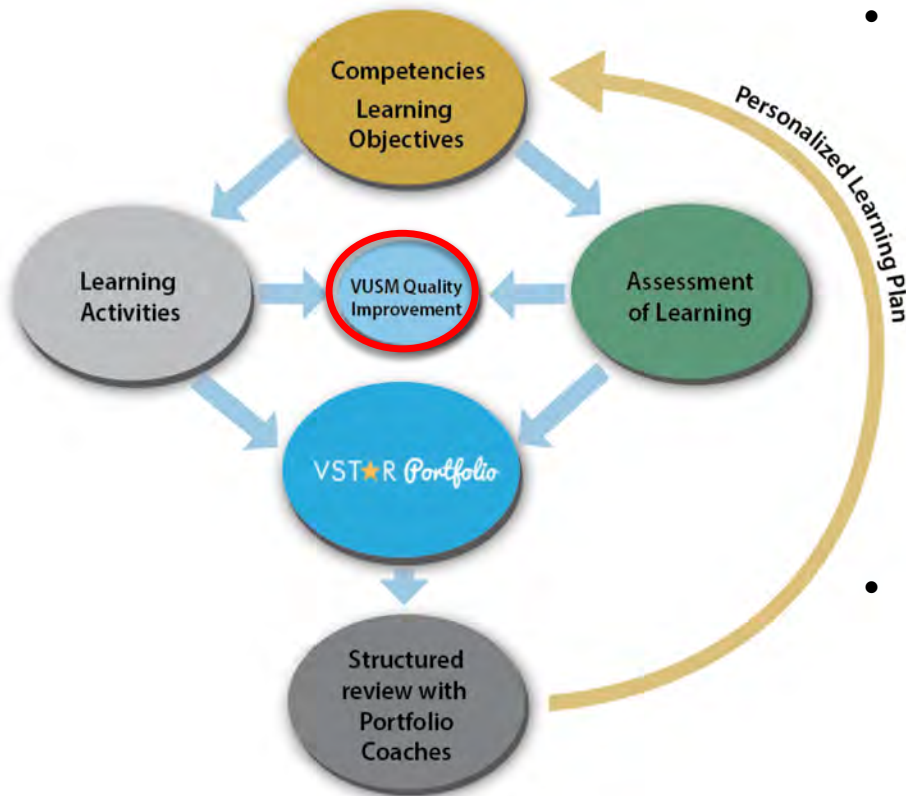 Competencies
Learning
Objectives
Personalized Learning Plan
Learning
Activities
VUSM Quality
Improvement
Assessment
of Learning
VST★R Portfolio
Structured
review with
Portfolio
Coaches